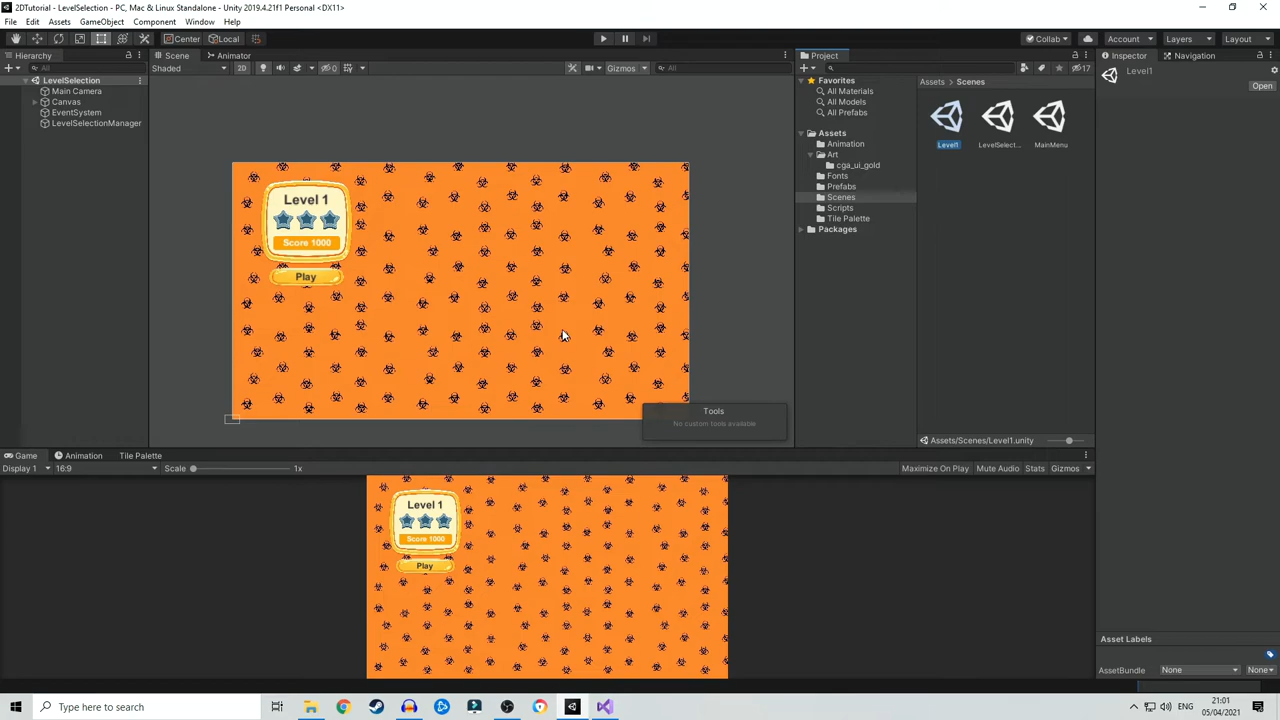 2DTutorial - LevelSelection - PC, Mac & Linux Standalone - Unity 2019.4.21f1 Personal <DX11>
File Edit Assets GameObject Component Window Help
Center Local Collab Account Layers Layout
Hierarchy Scene Animator Project Inspector Navigation
All Shaded 2D 0 Gizmos All 17
LevelSelection
Main Camera
Canvas
EventSystem
LevelSelectionManager
Level 1
Score 1000
Play
Tools
No custom tools available
Favorites
All Materials
All Models
All Prefabs
Assets
Animation
Art
cga_ui_gold
Fonts
Prefabs
Scenes
Scripts
Tile Palette
Packages
Assets Scenes
Level1 LevelSelect... MainMenu
Assets/Scenes/Level1.unity
Level1
Open
Game Animation Tile Palette
Display 1 16:9 Scale 1x Maximize On Play Mute Audio Stats Gizmos
Level 1
Score 1000
Play
Asset Labels
AssetBundle None None
Type here to search
ENG
21:01
05/04/2021